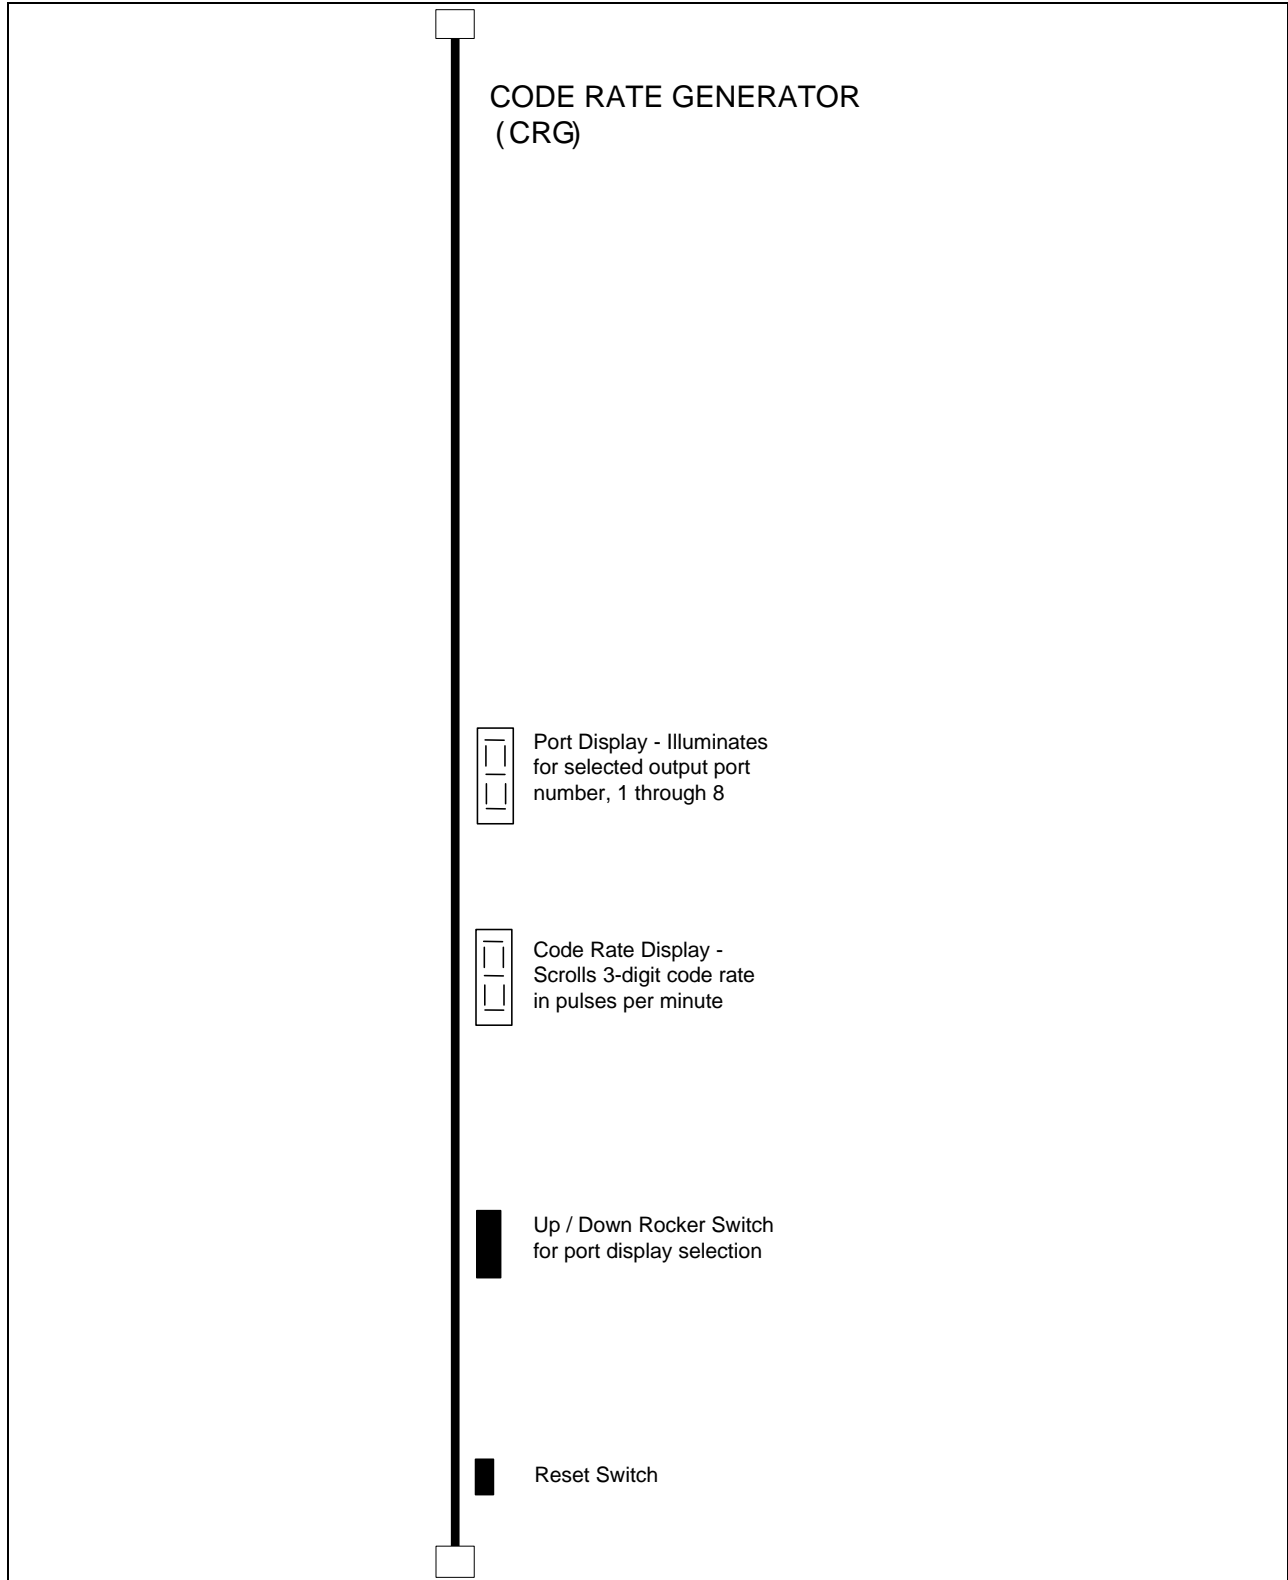 CODE RATE GENERATOR
(CRG)
Port Display - Illuminates
for selected output port
number, 1 through 8
Code Rate Display -
Scrolls 3-digit code rate
in pulses per minute
Up / Down Rocker Switch
for port display selection
Reset Switch